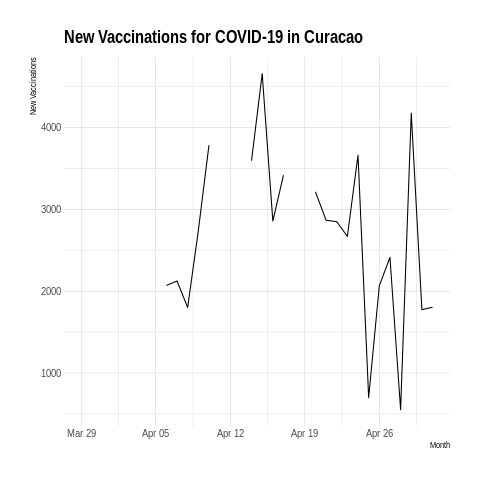 New Vaccinations for COVID-19 in Curacao
New Vaccinations
4000
3000
2000
1000
Mar 29 Apr 05 Apr 12 Apr 19 Apr 26
Month